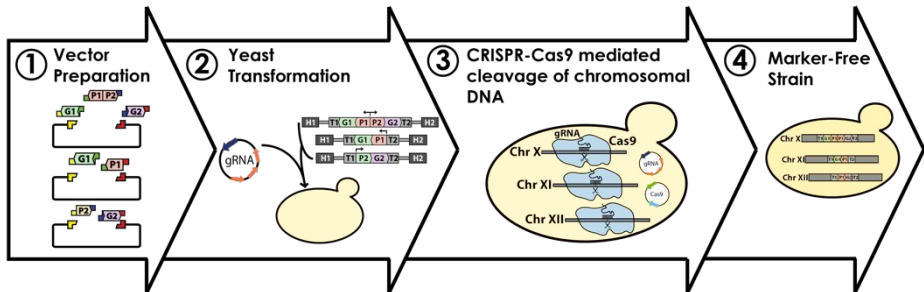 1 Vector
Preparation
P1 P2
G1
G2
G1
P1
P2
G2
2 Yeast
Transformation
H1 T1 G1 P1 P2 G2 T2 H2
H1 T1 G1 P1 T2 H2
H1 T1 P2 G2 T2 H2
gRNA
3 CRISPR-Cas9 mediated
cleavage of chromosomal
DNA
gRNA
Cas9
Chr X
gRNA
Chr XI
Cas9
Chr XII
4 Marker-Free
Strain
Chr X
Chr XI
Chr XII